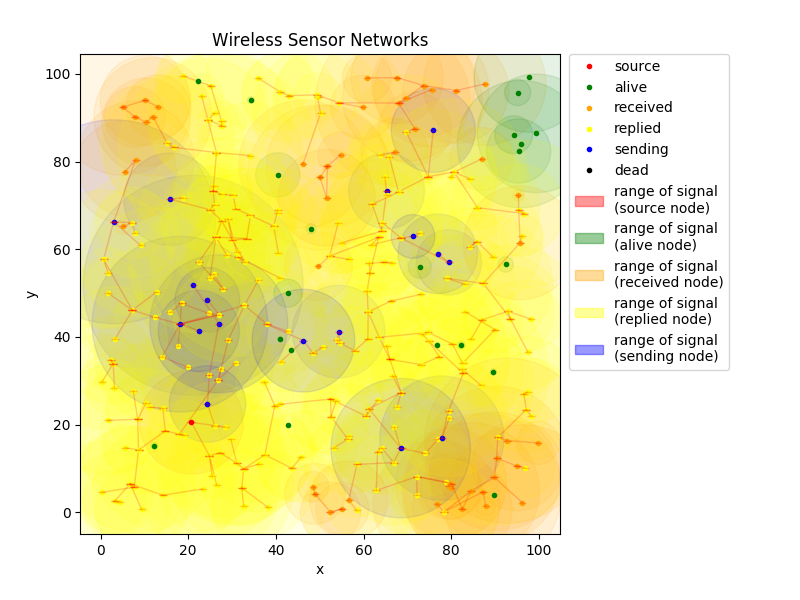 Wireless Sensor Networks
100
80
60
40
20
0
y
0 20 40 60 80 100
x
source
alive
received
replied
sending
dead
range of signal
(source node)
range of signal
(alive node)
range of signal
(received node)
range of signal
(replied node)
range of signal
(sending node)